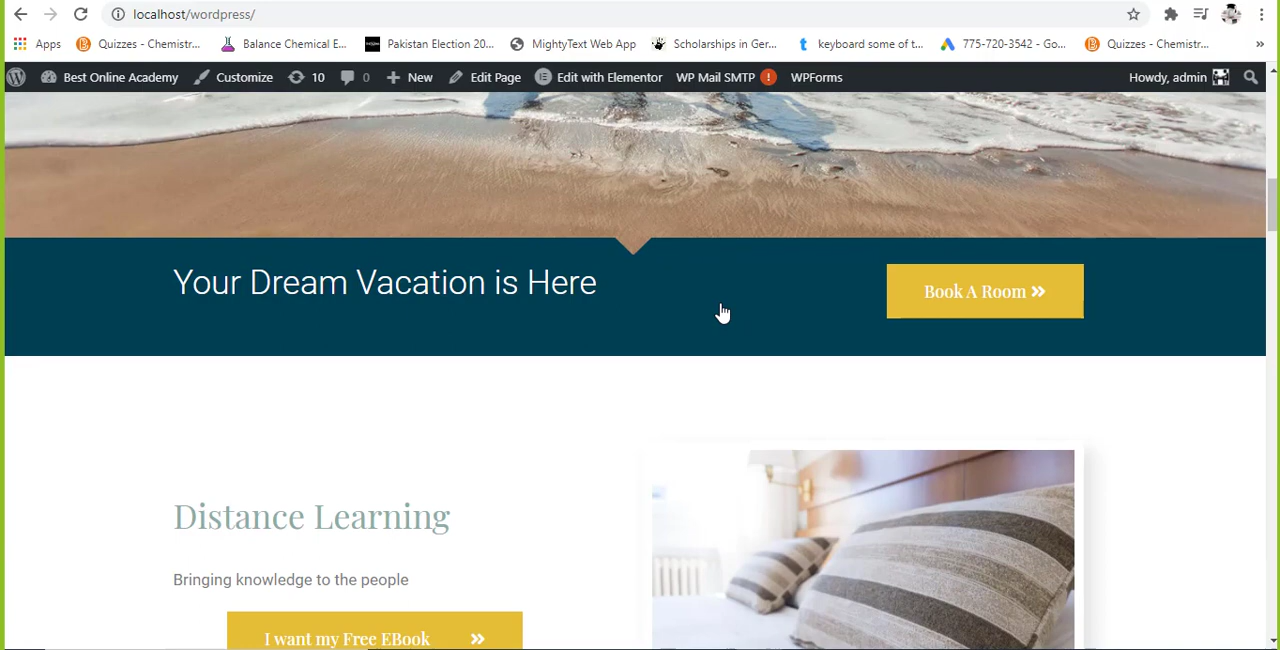 localhost/wordpress/
Apps Quizzes - Chemistr... Balance Chemical E... Pakistan Election 20... MightyText Web App Scholarships in Ger... keyboard some of t... 775-720-3542 - Go... Quizzes - Chemistr... »
Best Online Academy Customize 10 0 New Edit Page Edit with Elementor WP Mail SMTP ! WPForms Howdy, admin
Your Dream Vacation is Here
Book A Room »
Distance Learning
Bringing knowledge to the people
I want my Free EBook »